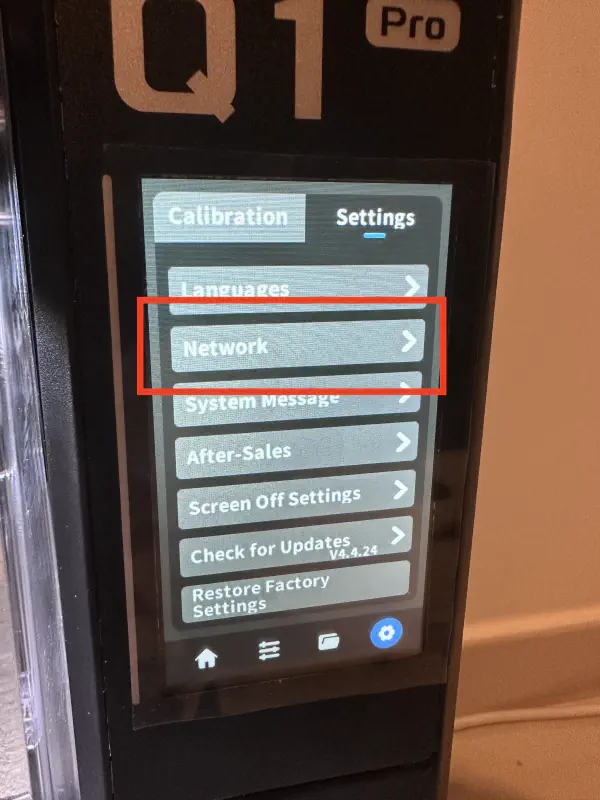 Q1 Pro
Calibration
Settings
Languages
Network
System Message
After-Sales
Screen Off Settings
Check for Updates
V4.4.24
Restore Factory
Settings